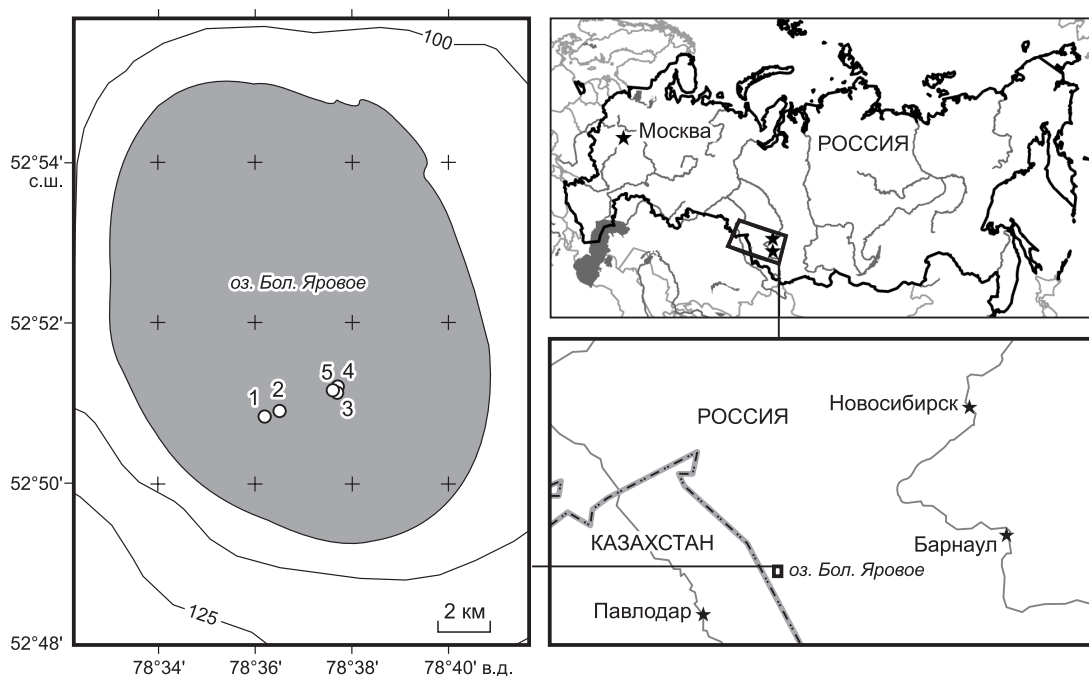 100
52°54'
с.ш.
оз. Бол. Яровое
52°52'
5 4
1 2
3
52°50'
125
2 км
52°48'
78°34' 78°36' 78°38' 78°40' в.д.
Москва
РОССИЯ
Новосибирск
РОССИЯ
КАЗАХСТАН
Барнаул
оз. Бол. Яровое
Павлодар